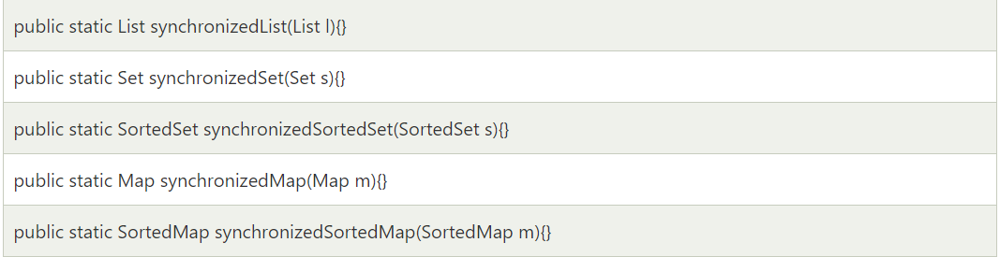 public static List synchronizedList(List l){}
public static Set synchronizedSet(Set s){}
public static SortedSet synchronizedSortedSet(SortedSet s){}
public static Map synchronizedMap(Map m){}
public static SortedMap synchronizedSortedMap(SortedMap m){}